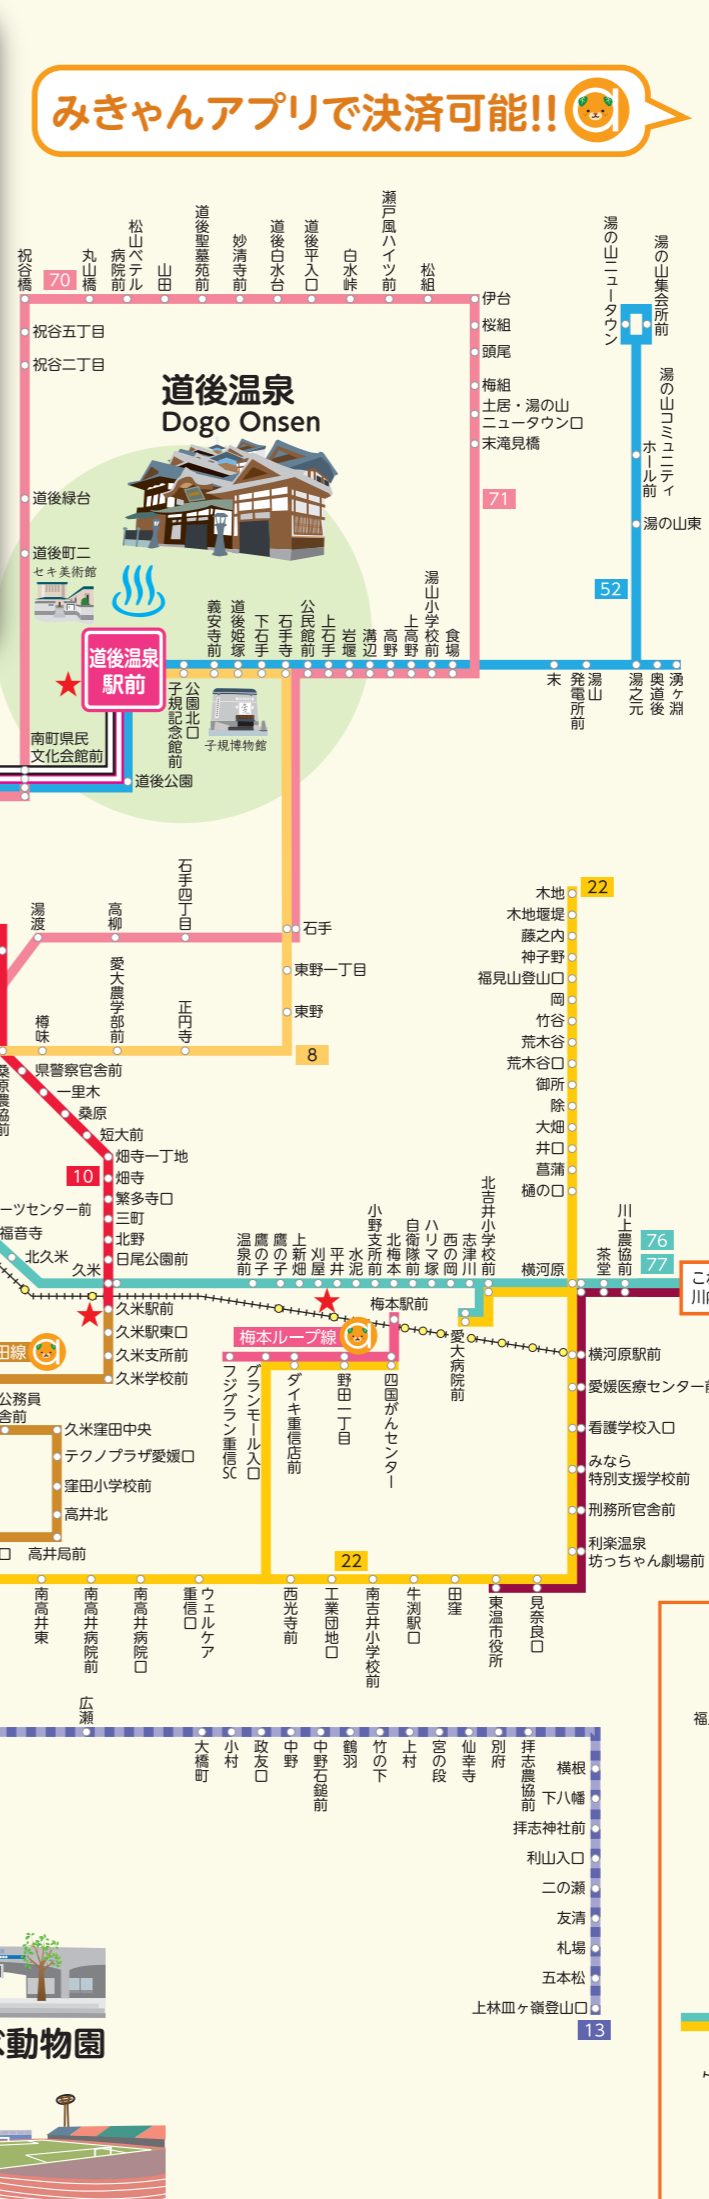 みきゃんアプリで決済可能!!
祝谷橋
70
丸山橋
松山ベテル
病院前
山田
道後聖墓苑前
妙清寺前
道後白水台
道後平入口
白水峠
瀬戸風ハイツ前
松組
伊台
桜組
頭尾
梅組
土居・湯の山
ニュータウン口
末滝見橋
71
祝谷五丁目
祝谷二丁目
道後緑台
道後町二
セキ美術館
道後温泉
Dogo Onsen
湯の山ニュータウン
湯の山集会所前
湯の山コミュニティ
ホール前
湯の山東
52
道後温泉
駅前
義安寺前
道後姫塚
下石手
石手寺
公民館前
上石手
岩堰
溝辺
高野
上高野
湯山小学校前
食場
末
湯山
発電所前
湯之元
奥道後
湧ヶ淵
公園北口
子規記念館前
子規博物館
南町県民
文化会館前
道後公園
湯渡
高柳
石手四丁目
石手
東野一丁目
東野
樽味
愛大農学部前
正円寺
8
桑原農協前
県警察官舎前
一里木
桑原
短大前
畑寺一丁地
10
畑寺
繁多寺口
三町
北野
日尾公園前
久米
ーツセンター前
福音寺
北久米
久米駅前
久米駅東口
久米支所前
久米学校前
田線
公務員
舎前
久米窪田中央
テクノプラザ愛媛口
窪田小学校前
高井北
口
高井局前
22
木地
木地堰堤
藤之内
神子野
福見山登山口
岡
竹谷
荒木谷
荒木谷口
御所
除
大畑
井口
菖蒲
樋の口
横河原
温泉前
鷹の子
鷹の子
上新畑
刈屋
平井
水泥
小野支所前
北梅本
自衛隊前
ハリマ塚
西の岡
志津川
北吉井小学校前
茶堂
川上農協前
76
77
川内
梅本駅前
梅本ループ線
愛大病院前
フジグラン重信SC
グランモール入口
ダイキ重信店前
野田一丁目
四国がんセンター
横河原駅前
愛媛医療センター前
看護学校入口
みなら
特別支援学校前
刑務所官舎前
利楽温泉
坊っちゃん劇場前
22
南高井東
南高井病院前
南高井病院口
ウェルケア
重信口
西光寺前
工業団地口
南吉井小学校前
牛渕駅口
田窪
東温市役所
見奈良口
広瀬
大橋町
小村
政友口
中野
中野石鎚前
鶴羽
竹の下
上村
宮の段
仙幸寺
別府
拝志農協前
横根
下八幡
拝志神社前
利山入口
二の瀬
友清
札場
五本松
上林皿ヶ嶺登山口
13
動物園
福